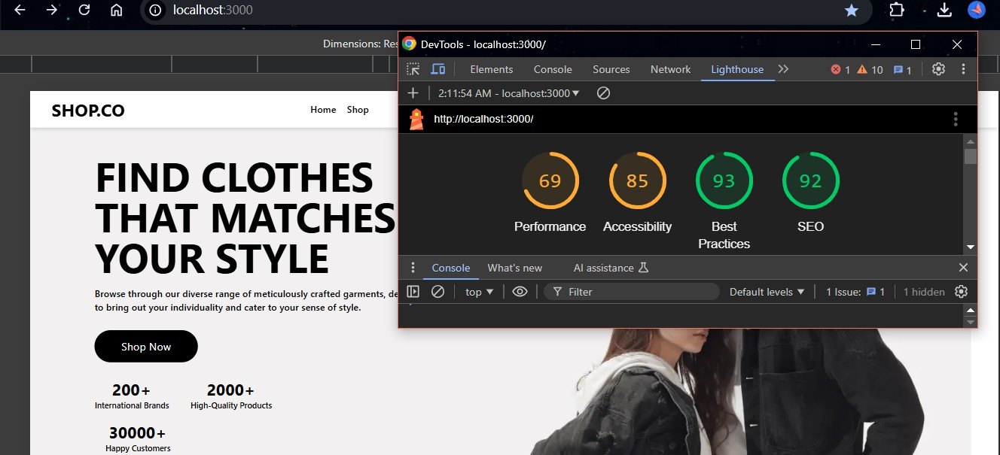 localhost:3000
Dimensions: Res
DevTools - localhost:3000/
Elements Console Sources Network Lighthouse 1 10 1
2:11:54 AM - localhost:3000
http://localhost:3000/
69 85 93 92
Performance Accessibility Best Practices SEO
Console What's new AI assistance
top Filter Default levels 1 Issue: 1 1 hidden
SHOP.CO Home Shop
FIND CLOTHES
THAT MATCHES
YOUR STYLE
Browse through our diverse range of meticulously crafted garments, de
to bring out your individuality and cater to your sense of style.
Shop Now
200+ 2000+
International Brands High-Quality Products
30000+
Happy Customers